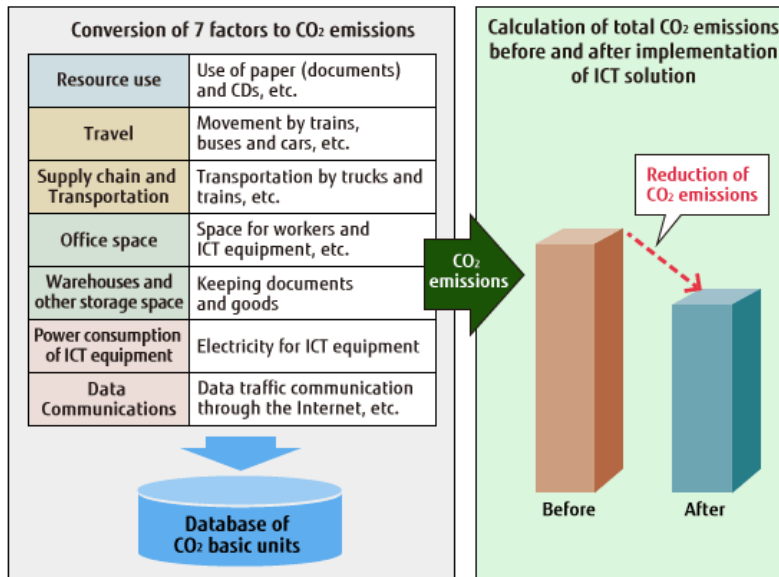 Conversion of 7 factors to CO₂ emissions
Resource use
Use of paper (documents)
and CDs, etc.
Travel
Movement by trains,
buses and cars, etc.
Supply chain and
Transportation
Transportation by trucks and
trains, etc.
Office space
Space for workers and
ICT equipment, etc.
Warehouses and
other storage space
Keeping documents
and goods
Power consumption
of ICT equipment
Electricity for ICT equipment
Data
Communications
Data traffic communication
through the Internet, etc.
Database of
CO₂ basic units
CO₂
emissions
Calculation of total CO₂ emissions
before and after implementation
of ICT solution
Reduction of
CO₂ emissions
Before
After